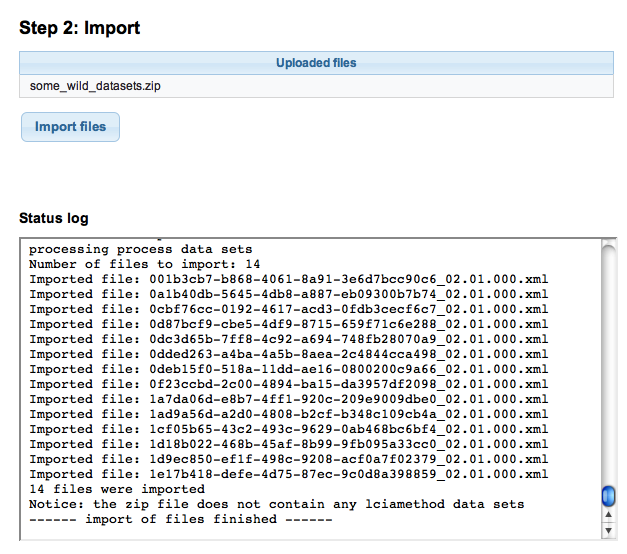 Step 2: Import
Uploaded files
some_wild_datasets.zip
Import files
Status log
processing process data sets
Number of files to import: 14
Imported file: 001b3cb7-b868-4061-8a91-3e6d7bcc90c6_02.01.000.xml
Imported file: 0a1b40db-5645-4db8-a887-eb09300b7b74_02.01.000.xml
Imported file: 0cbf76cc-0192-4617-acd3-0fdb3cecf6c7_02.01.000.xml
Imported file: 0d87bcf9-cbe5-4df9-8715-659f71c6e288_02.01.000.xml
Imported file: 0dc3d65b-7ff8-4c92-a694-748fb28070a9_02.01.000.xml
Imported file: 0dded263-a4ba-4a5b-8aea-2c4844cca498_02.01.000.xml
Imported file: 0deb15f0-518a-11dd-ae16-0800200c9a66_02.01.000.xml
Imported file: 0f23ccbd-2c00-4894-ba15-da3957df2098_02.01.000.xml
Imported file: 1a7da06d-e8b7-4ff1-920c-209e9009dbe0_02.01.000.xml
Imported file: 1ad9a56d-a2d0-4808-b2cf-b348c109cb4a_02.01.000.xml
Imported file: 1cf05b65-43c2-493c-9629-0ab468bc6bf4_02.01.000.xml
Imported file: 1d18b022-468b-45af-8b99-9fb095a33cc0_02.01.000.xml
Imported file: 1d9ec850-ef1f-498c-9208-acf0a7f02379_02.01.000.xml
Imported file: 1e17b418-defe-4d75-87ec-9c0d8a398859_02.01.000.xml
14 files were imported
Notice: the zip file does not contain any lciamethod data sets
------ import of files finished ------